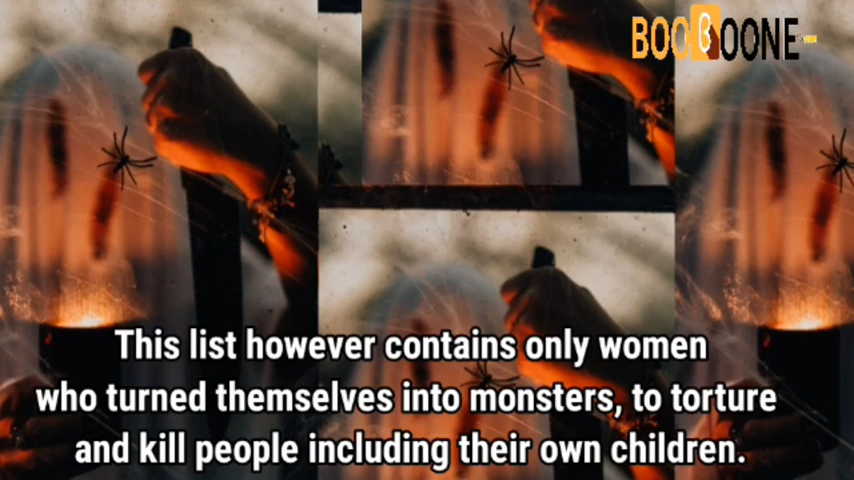 BOOBOONE
This list however contains only women
who turned themselves into monsters, to torture
and kill people including their own children.